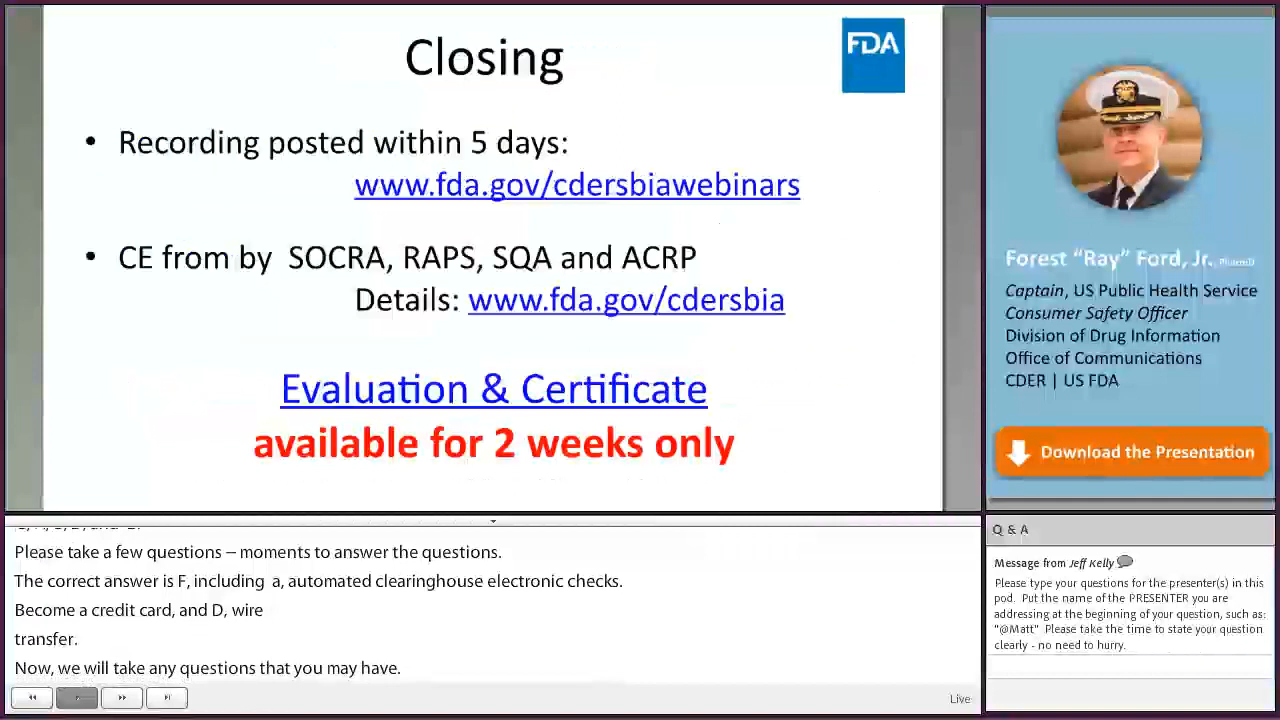 Closing
FDA
• Recording posted within 5 days:
www.fda.gov/cdersbiawebinars
• CE from by SOCRA, RAPS, SQA and ACRP
Details: www.fda.gov/cdersbia
Evaluation & Certificate
available for 2 weeks only
Forest “Ray” Ford, Jr., PharmD
Captain, US Public Health Service
Consumer Safety Officer
Division of Drug Information
Office of Communications
CDER | US FDA
Download the Presentation
Please take a few questions – moments to answer the questions.
The correct answer is F, including a, automated clearinghouse electronic checks.
Become a credit card, and D, wire
transfer.
Now, we will take any questions that you may have.
Live
Q & A
Message from Jeff Kelly
Please type your questions for the presenter(s) in this
pod. Put the name of the PRESENTER you are
addressing at the beginning of your question, such as:
"@Matt" Please take the time to state your question
clearly - no need to hurry.